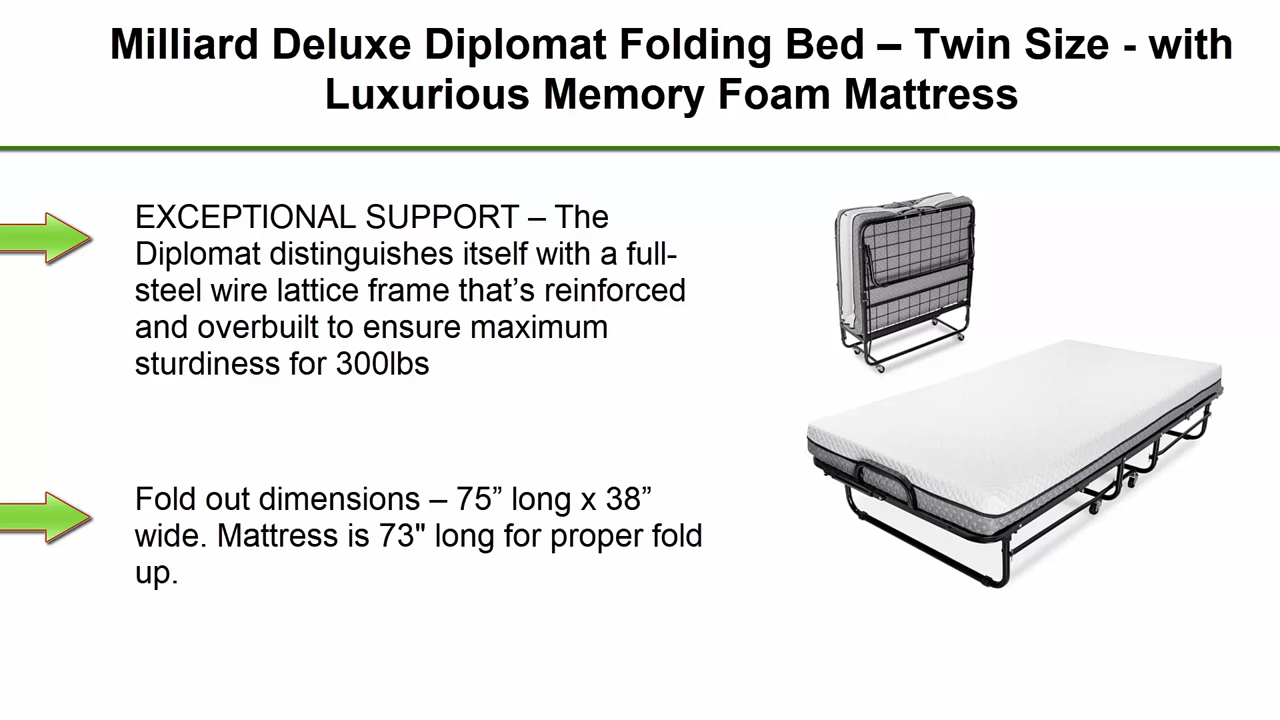 Milliard Deluxe Diplomat Folding Bed – Twin Size - with
Luxurious Memory Foam Mattress
EXCEPTIONAL SUPPORT – The
Diplomat distinguishes itself with a full-
steel wire lattice frame that’s reinforced
and overbuilt to ensure maximum
sturdiness for 300lbs
Fold out dimensions – 75” long x 38”
wide. Mattress is 73" long for proper fold
up.